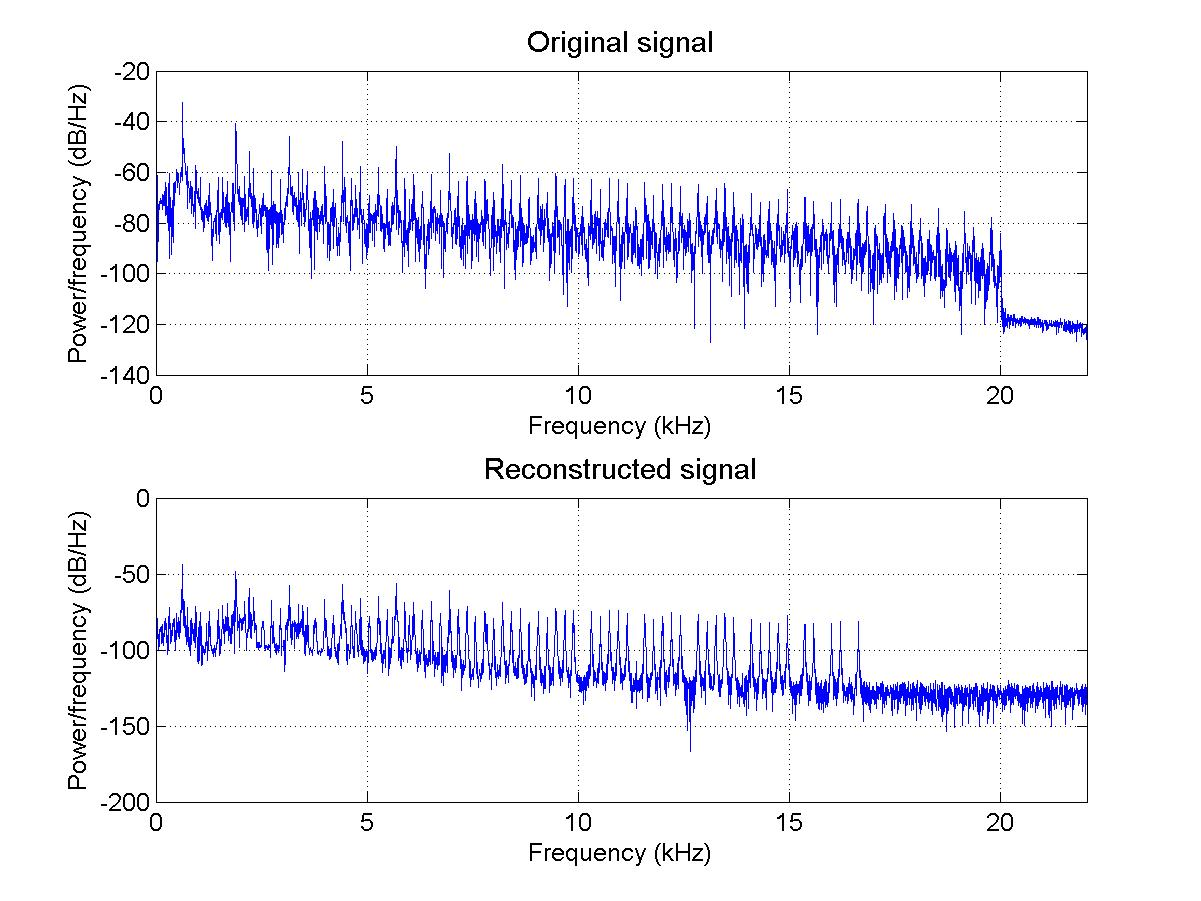 Original signal
Power/frequency (dB/Hz)
-20
-40
-60
-80
-100
-120
-140
0 5 10 15 20
Frequency (kHz)
Reconstructed signal
Power/frequency (dB/Hz)
0
-50
-100
-150
-200
0 5 10 15 20
Frequency (kHz)